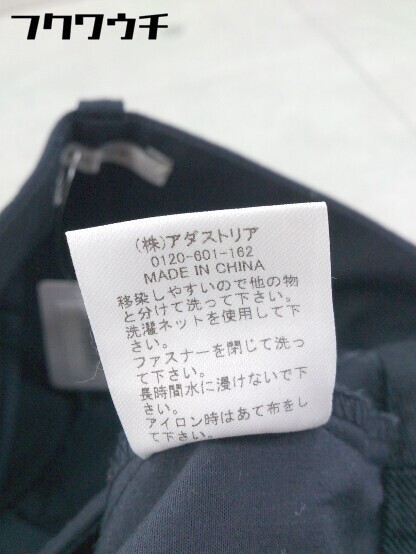 フクワウチ
(株)アダストリア
0120-601-162
MADE IN CHINA
移染しやすいので他の物
と分けて洗って下さい。
洗濯ネットを使用して下
さい。
ファスナーを閉じて洗っ
て下さい。
長時間水に浸けないで下
さい。
アイロン時はあて布をし
て下さい。